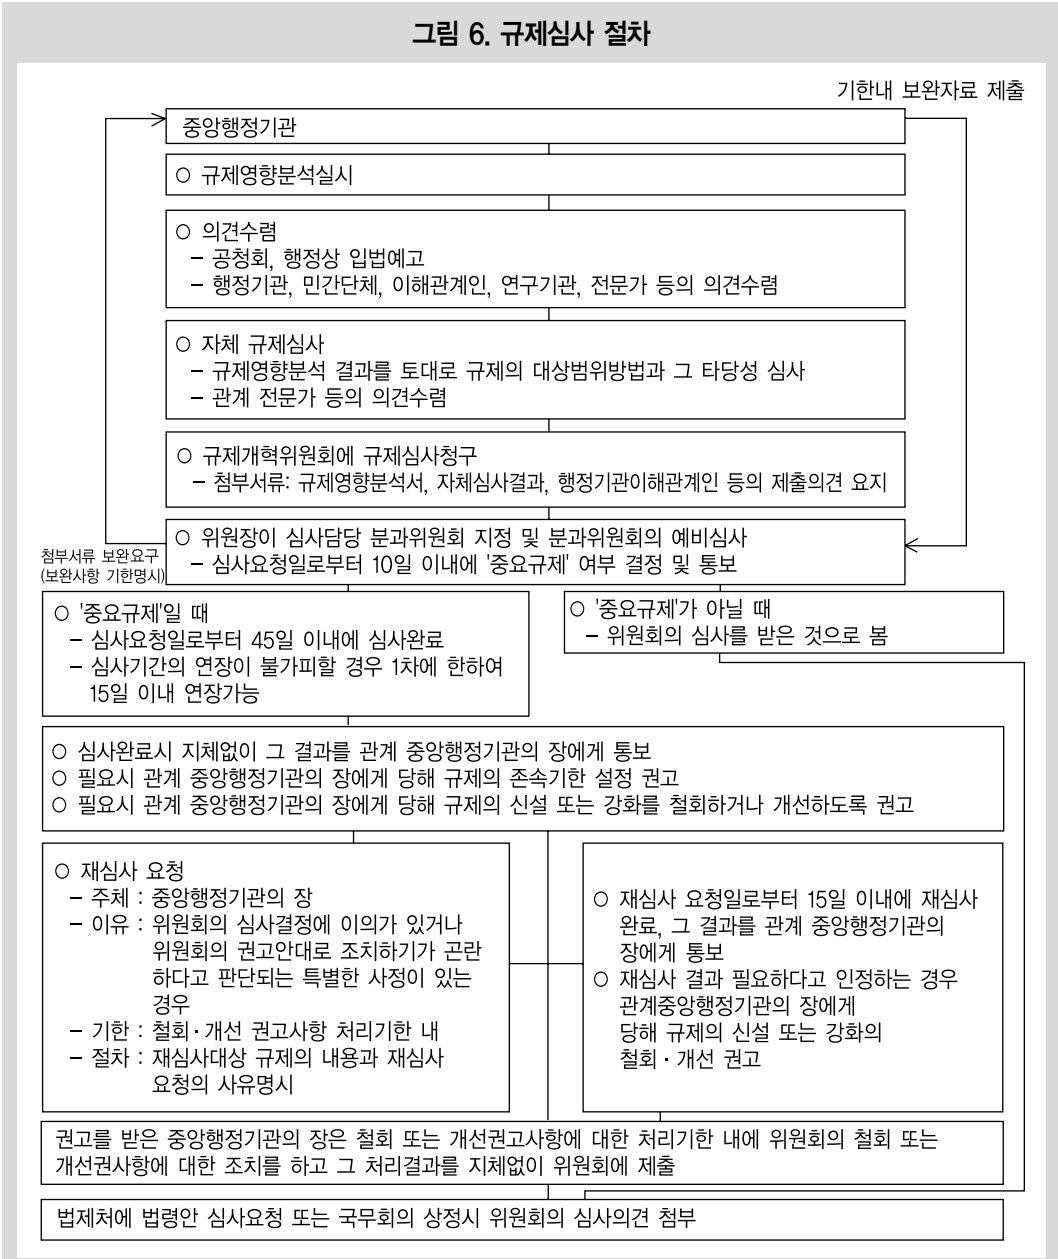 그림 6. 규제심사 절차
기한내 보완자료 제출
중앙행정기관
○ 규제영향분석실시
○ 의견수렴
– 공청회, 행정상 입법예고
– 행정기관, 민간단체, 이해관계인, 연구기관, 전문가 등의 의견수렴
○ 자체 규제심사
– 규제영향분석 결과를 토대로 규제의 대상범위방법과 그 타당성 심사
– 관계 전문가 등의 의견수렴
○ 규제개혁위원회에 규제심사청구
– 첨부서류: 규제영향분석서, 자체심사결과, 행정기관이해관계인 등의 제출의견 요지
○ 위원장이 심사담당 분과위원회 지정 및 분과위원회의 예비심사
– 심사요청일로부터 10일 이내에 '중요규제' 여부 결정 및 통보
첨부서류 보완요구
(보완사항 기한명시)
○ '중요규제'일 때
– 심사요청일로부터 45일 이내에 심사완료
– 심사기간의 연장이 불가피할 경우 1차에 한하여
15일 이내 연장가능
○ '중요규제'가 아닐 때
– 위원회의 심사를 받은 것으로 봄
○ 심사완료시 지체없이 그 결과를 관계 중앙행정기관의 장에게 통보
○ 필요시 관계 중앙행정기관의 장에게 당해 규제의 존속기한 설정 권고
○ 필요시 관계 중앙행정기관의 장에게 당해 규제의 신설 또는 강화를 철회하거나 개선하도록 권고
○ 재심사 요청
– 주체 : 중앙행정기관의 장
– 이유 : 위원회의 심사결정에 이의가 있거나
위원회의 권고안대로 조치하기가 곤란
하다고 판단되는 특별한 사정이 있는
경우
– 기한 : 철회·개선 권고사항 처리기한 내
– 절차 : 재심사대상 규제의 내용과 재심사
요청의 사유명시
○ 재심사 요청일로부터 15일 이내에 재심사
완료, 그 결과를 관계 중앙행정기관의
장에게 통보
○ 재심사 결과 필요하다고 인정하는 경우
관계중앙행정기관의 장에게
당해 규제의 신설 또는 강화의
철회·개선 권고
권고를 받은 중앙행정기관의 장은 철회 또는 개선권고사항에 대한 처리기한 내에 위원회의 철회 또는
개선권사항에 대한 조치를 하고 그 처리결과를 지체없이 위원회에 제출
법제처에 법령안 심사요청 또는 국무회의 상정시 위원회의 심사의견 첨부